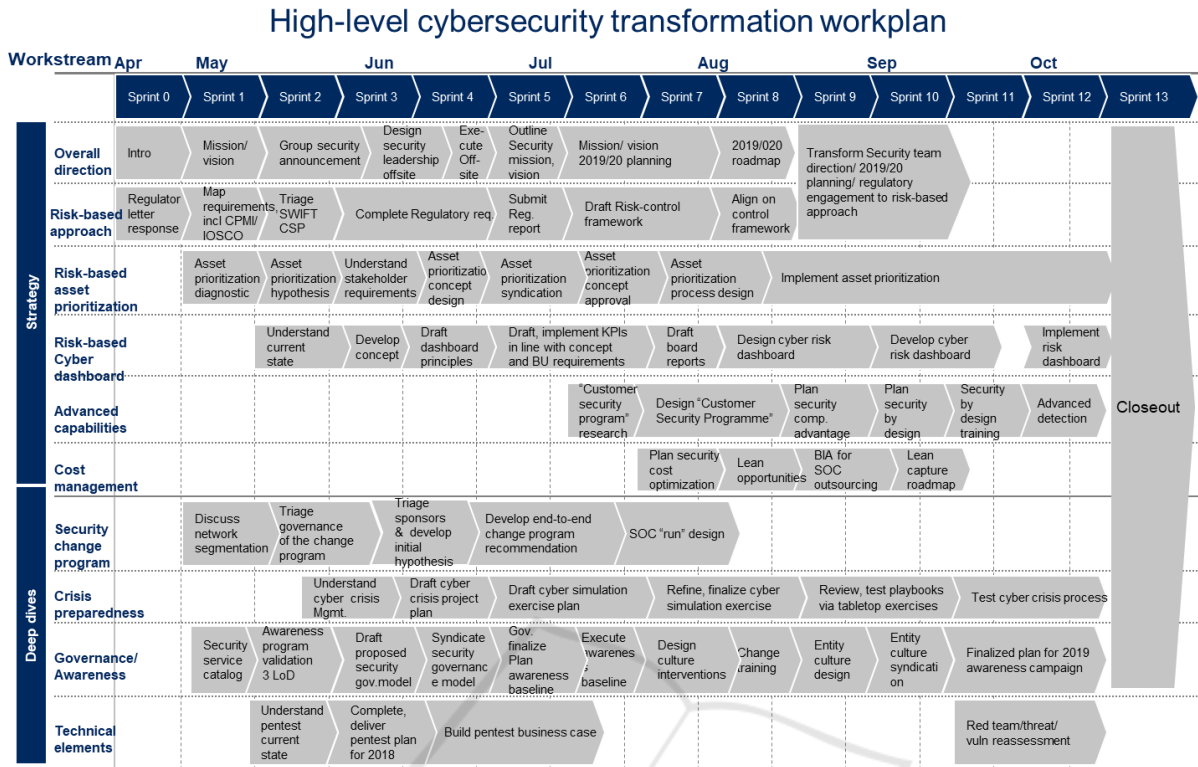 High-level cybersecurity transformation workplan
Workstream
Apr
May
Jun
Jul
Aug
Sep
Oct
Sprint 0
Sprint 1
Sprint 2
Sprint 3
Sprint 4
Sprint 5
Sprint 6
Sprint 7
Sprint 8
Sprint 9
Sprint 10
Sprint 11
Sprint 12
Sprint 13
Strategy
Overall
direction
Intro
Mission/
vision
Group security
announcement
Design
security
leadership
offsite
Exe-
cute
Off-
site
Outline
Security
mission,
vision
Mission/ vision
2019/20 planning
2019/020
roadmap
Transform Security team
direction/ 2019/20
planning/ regulatory
engagement to risk-based
approach
Risk-based
approach
Regulator
letter
response
Map
requirements,
incl CPMI/
IOSCO
Triage
SWIFT
CSP
Complete Regulatory req.
Submit
Reg.
report
Draft Risk-control
framework
Align on
control
framework
Risk-based
asset
prioritization
Asset
prioritization
diagnostic
Asset
prioritization
hypothesis
Understand
stakeholder
requirements
Asset
prioritizatio
concept
design
Asset
prioritization
syndication
Asset
prioritization
concept
approval
Asset
prioritization
process design
Implement asset prioritization
Risk-based
Cyber
dashboard
Understand
current
state
Develop
concept
Draft
dashboard
principles
Draft, implement KPIs
in line with concept
and BU requirements
Draft
board
reports
Design cyber risk
dashboard
Develop cyber
risk dashboard
Implement
risk
dashboard
Advanced
capabilities
“Customer
security
program”
research
Design “Customer
Security Programme”
Plan
security
comp.
advantage
Plan
security
by
design
Security
by
design
training
Advanced
detection
Closeout
Cost
management
Plan security
cost
optimization
Lean
opportunities
BIA for
SOC
outsourcing
Lean
capture
roadmap
Deep dives
Security
change
program
Discuss
network
segmentation
Triage
governance
of the change
program
Triage
sponsors
& develop
initial
hypothesis
Develop end-to-end
change program
recommendation
SOC “run” design
Crisis
preparedness
Understand
cyber crisis
Mgmt.
Draft cyber
crisis project
plan
Draft cyber simulation
exercise plan
Refine, finalize cyber
simulation exercise
Review, test playbooks
via tabletop exercises
Test cyber crisis process
Governance/
Awareness
Security
service
catalog
Awareness
program
validation
3 LoD
Draft
proposed
security
gov.model
Syndicate
security
governanc
e model
Gov.
finalize
Plan
awareness
baseline
Execute
awarenes
s
baseline
Design
culture
interventions
Change
training
Entity
culture
design
Entity
culture
syndicati
on
Finalized plan for 2019
awareness campaign
Technical
elements
Understand
pentest
current
state
Complete,
deliver
pentest plan
for 2018
Build pentest business case
Red team/threat/
vuln reassessment